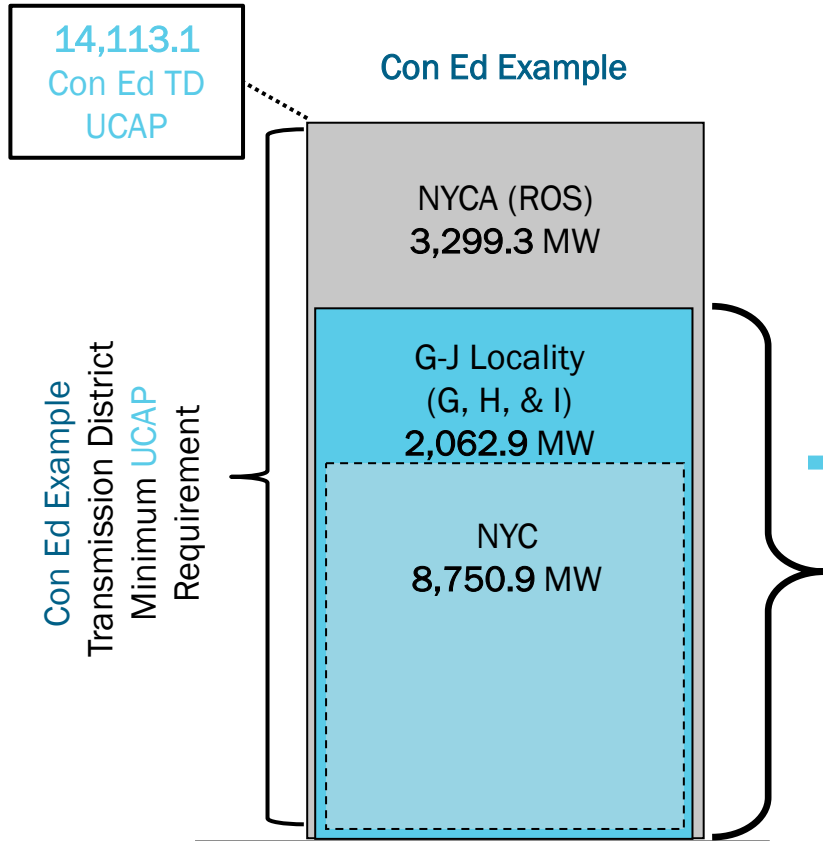 14,113.1
Con Ed TD
UCAP
Con Ed Example
NYCA (ROS)
3,299.3 MW
G-J Locality
(G, H, & I)
2,062.9 MW
NYC
8,750.9 MW
Con Ed Example
Transmission District
Minimum UCAP
Requirement